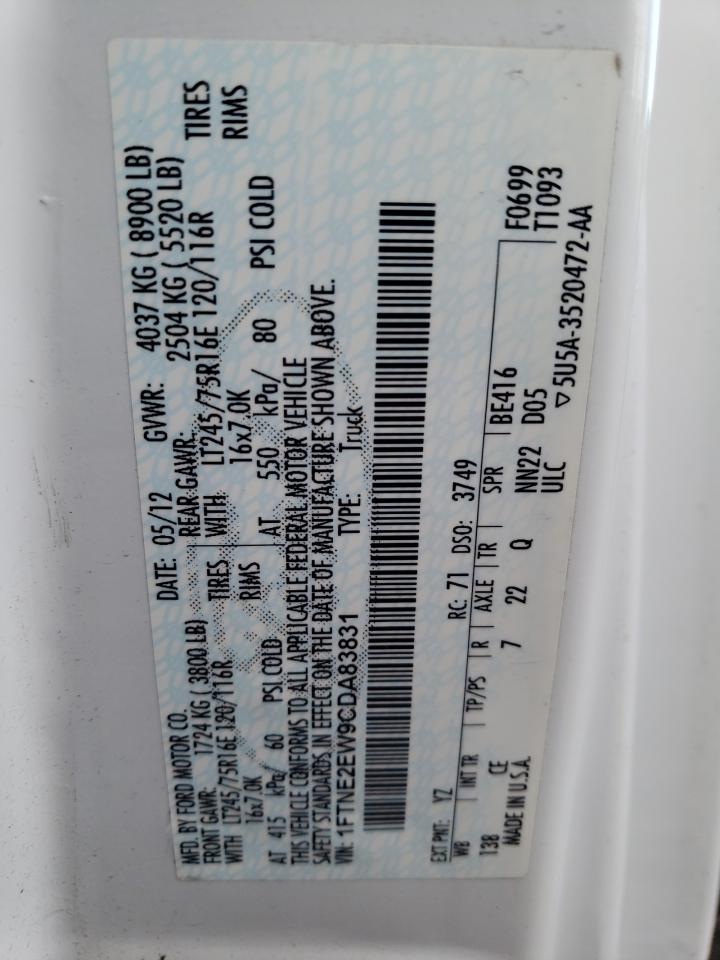 MFD. BY FORD MOTOR CO. DATE: 05/12 GVWR: 4037 KG ( 8900 LB)
FRONT GAWR: 1724 KG ( 3800 LB) REAR GAWR: 2504 KG ( 5520 LB)
WITH LT245/75R16E 120/116R TIRES WITH LT245/75R16E 120/116R TIRES
16x7.0K RIMS 16x7.0K RIMS
AT 415 kPa/ 60 PSI COLD AT 550 kPa/ 80 PSI COLD
THIS VEHICLE CONFORMS TO ALL APPLICABLE FEDERAL MOTOR VEHICLE
SAFETY STANDARDS IN EFFECT ON THE DATE OF MANUFACTURE SHOWN ABOVE.
VIN: 1FTNE2EW9CDA83831 TYPE: Truck
EXT PNT: YZ RC: 71 DSO: 3749 F0699
WB INT TR TP/PS R AXLE TR SPR BE416 T1093
138 CE 7 22 Q NN22 D05
MADE IN U.S.A. ULC
▽5U5A-3520472-AA